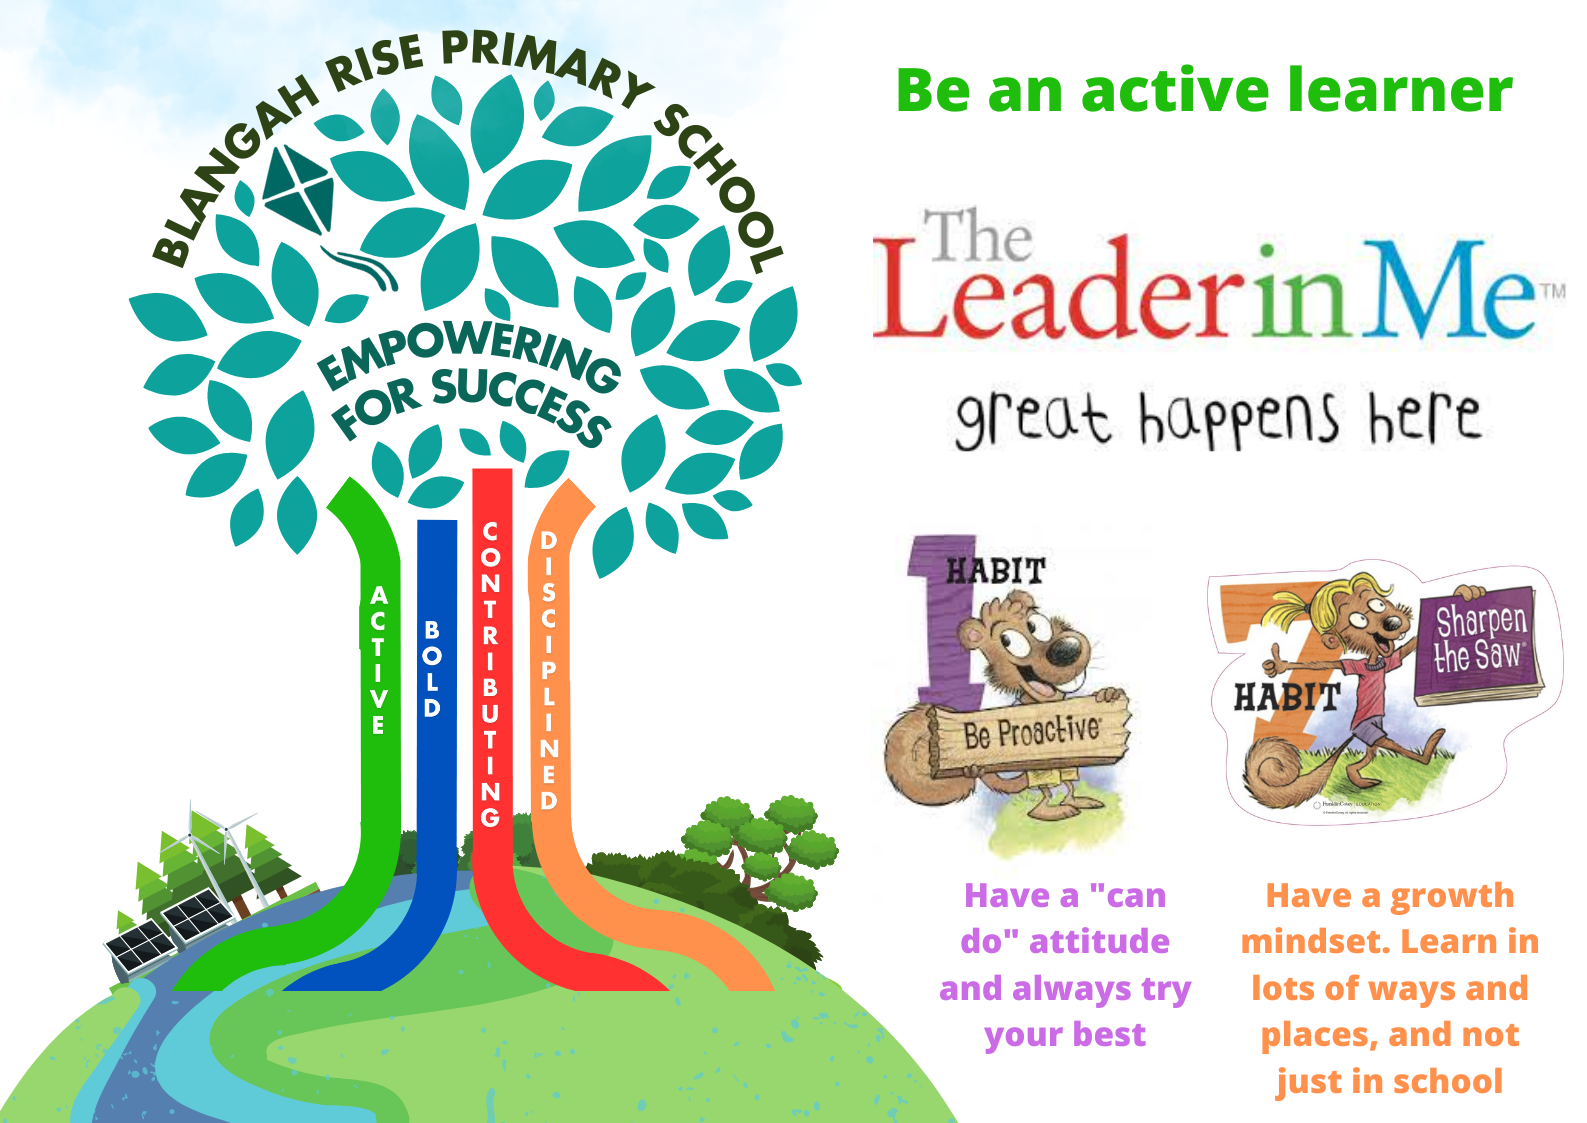 BLANGAH RISE PRIMARY SCHOOL
EMPOWERING
FOR SUCCESS
ACTIVE
BOLD
CONTRIBUTING
DISCIPLINED
Be an active learner
The
Leader in Me™
great happens here
1
HABIT
Be Proactive
Have a "can
do" attitude
and always try
your best
7
HABIT
Sharpen
the Saw
FranklinCovey EDUCATION
Have a growth
mindset. Learn in
lots of ways and
places, and not
just in school